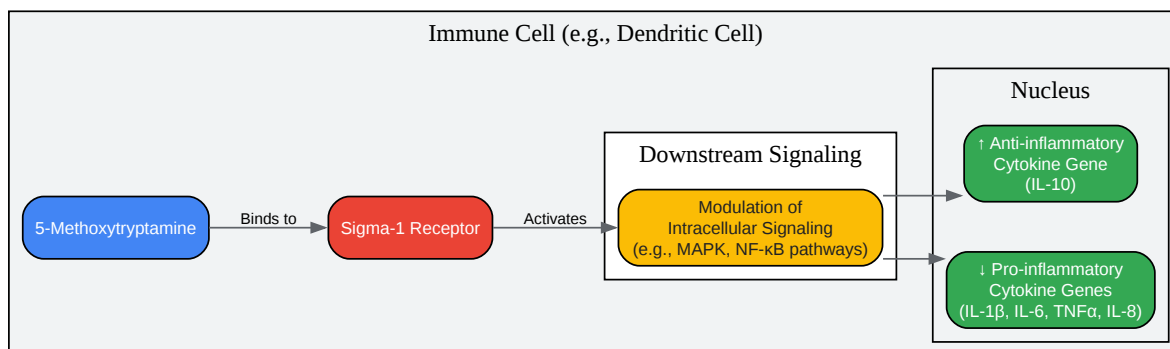 Immune Cell (e.g., Dendritic Cell)
5-Methoxytryptamine
Binds to
Sigma-1 Receptor
Activates
Downstream Signaling
Modulation of
Intracellular Signaling
(e.g., MAPK, NF-κB pathways)
Nucleus
↑ Anti-inflammatory
Cytokine Gene
(IL-10)
↓ Pro-inflammatory
Cytokine Genes
(IL-1β, IL-6, TNFα, IL-8)